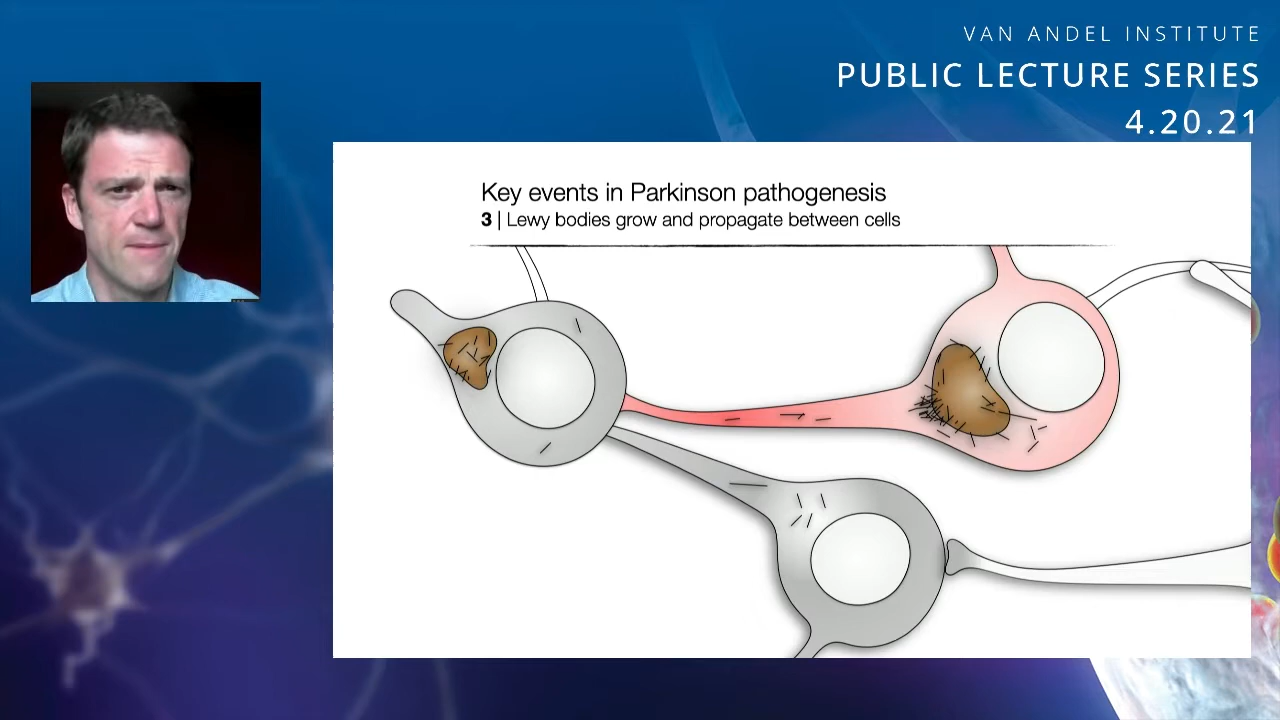 VAN ANDEL INSTITUTE
PUBLIC LECTURE SERIES
4.20.21
Key events in Parkinson pathogenesis
3 | Lewy bodies grow and propagate between cells